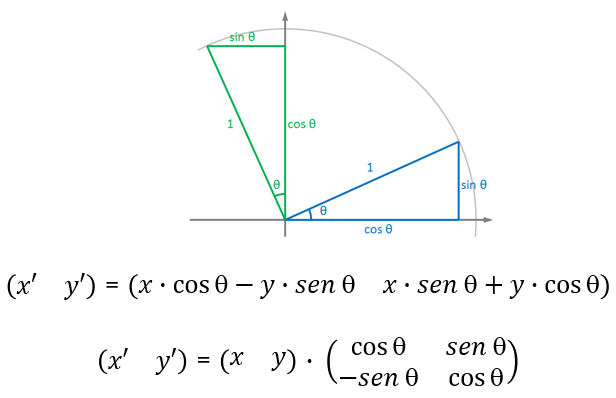 sin θ
cos θ
1
θ
1
θ
sin θ
cos θ
(x′ y′) = (x · cos θ − y · sen θ x · sen θ + y · cos θ)
(x′ y′) = (x y) · (cos θ sen θ
−sen θ cos θ)